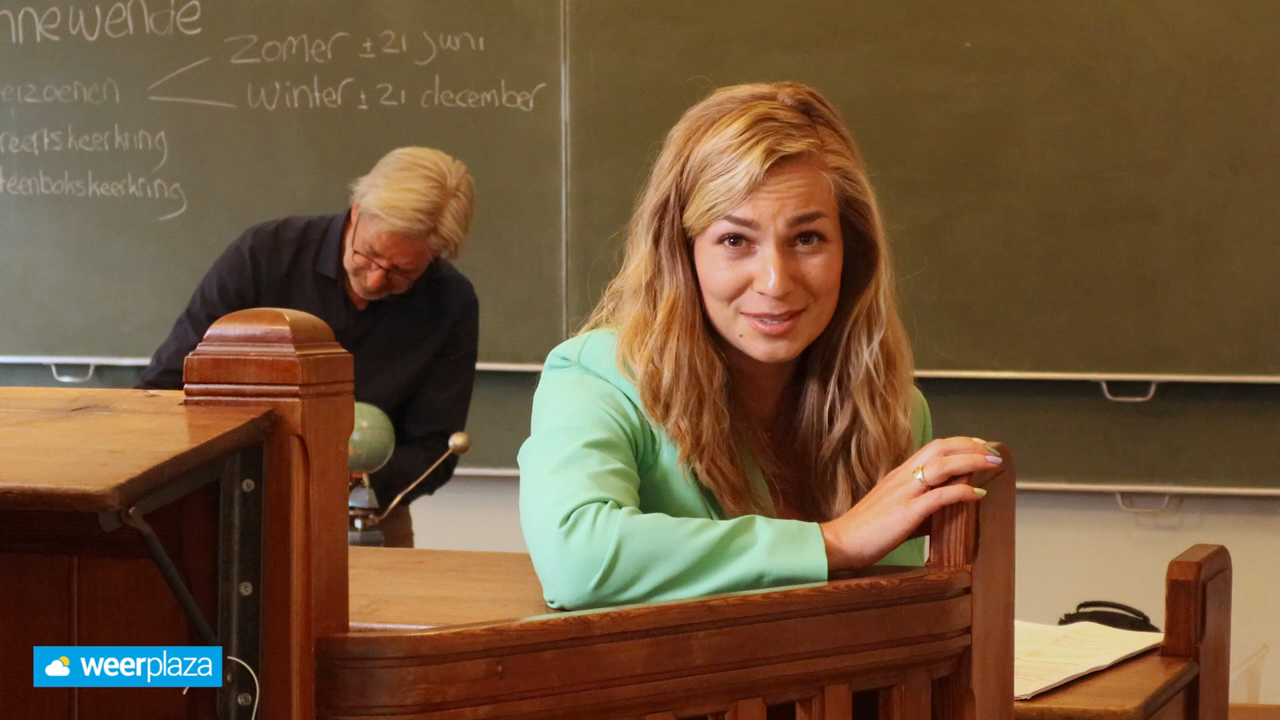 nnewende
Zomer ± 21 juni
eizoenen
Winter ± 21 december
reeftskeerkring
teenbokskeerkring
weerplaza